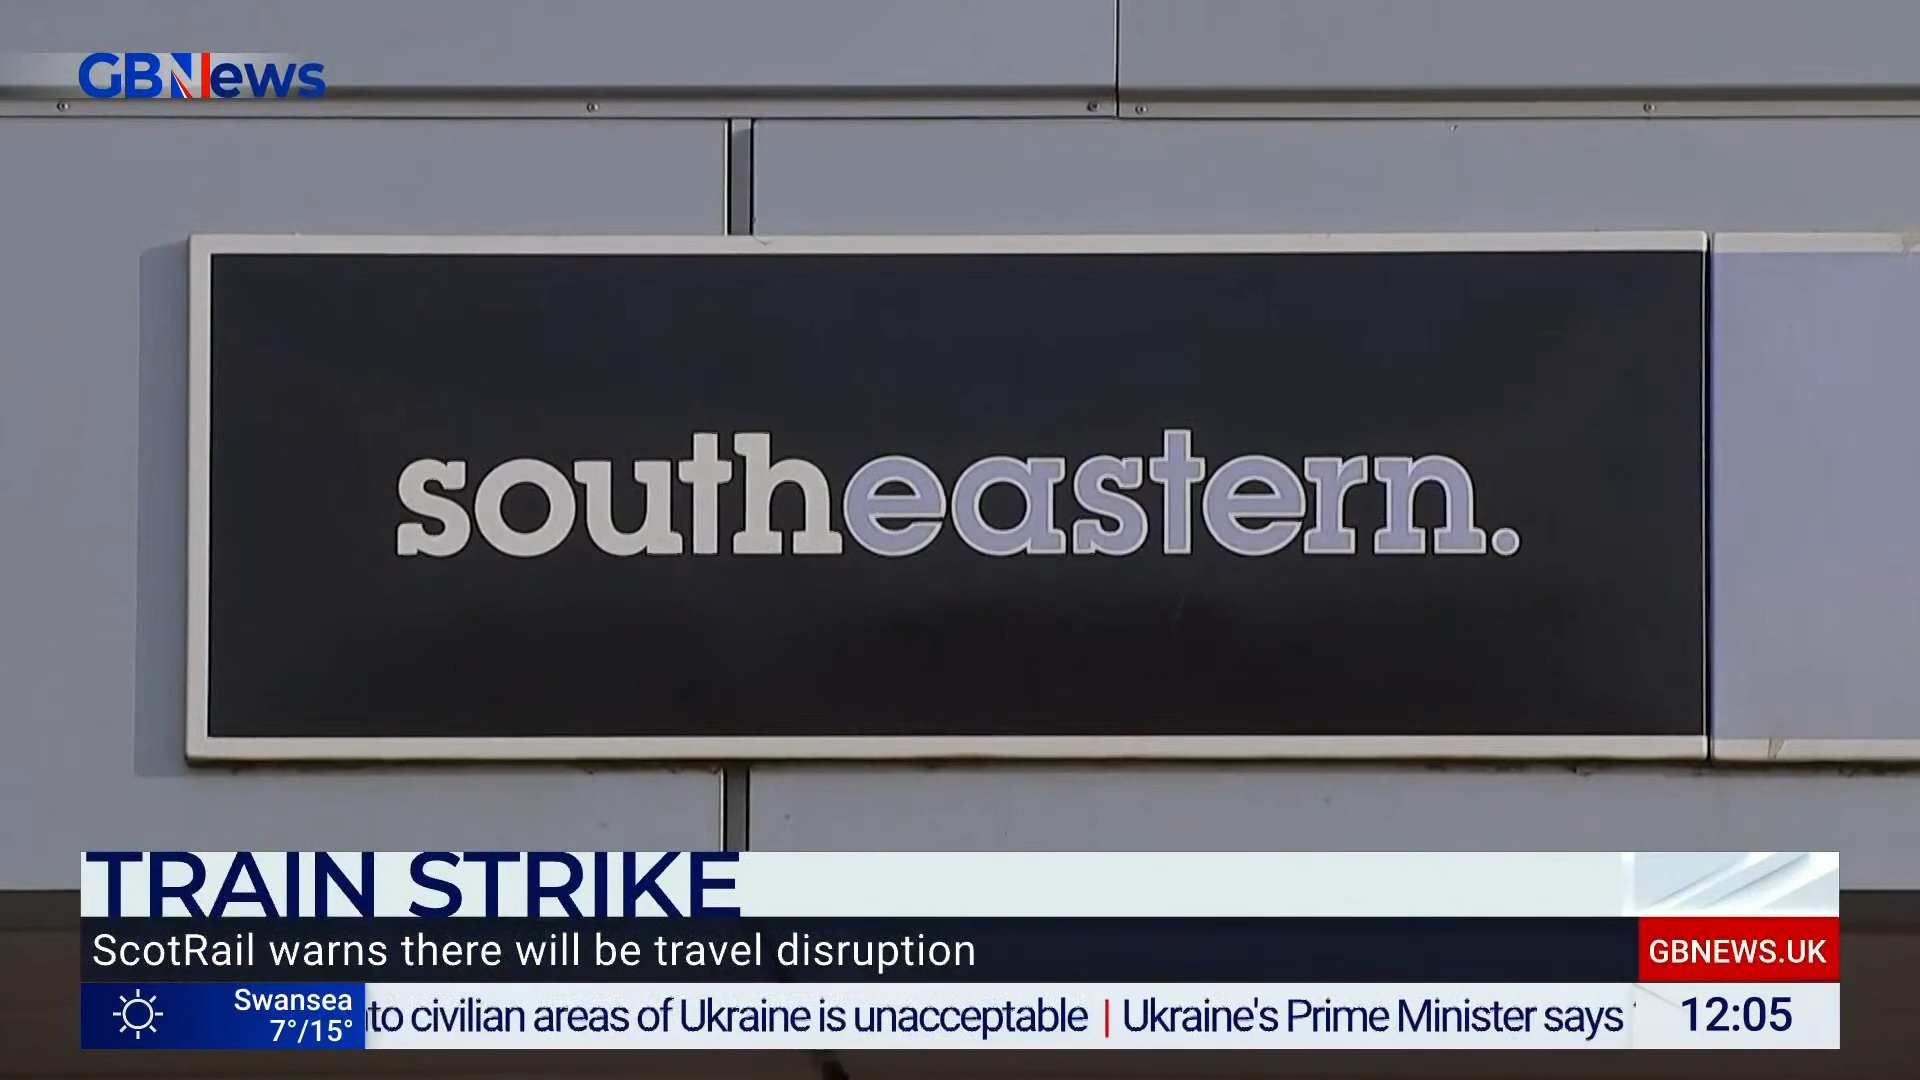 GBNews
southeastern.
TRAIN STRIKE
ScotRail warns there will be travel disruption
GBNEWS.UK
Swansea
7°/15°
to civilian areas of Ukraine is unacceptable | Ukraine's Prime Minister says
12:05